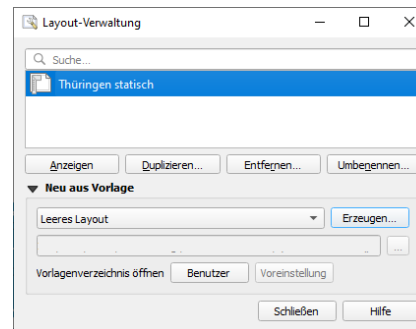 Layout-Verwaltung
Suche...
Thüringen statisch
Anzeigen Duplizieren... Entfernen... Umbenennen...
Neu aus Vorlage
Leeres Layout Erzeugen...
...
Vorlagenverzeichnis öffnen Benutzer Voreinstellung
Schließen Hilfe